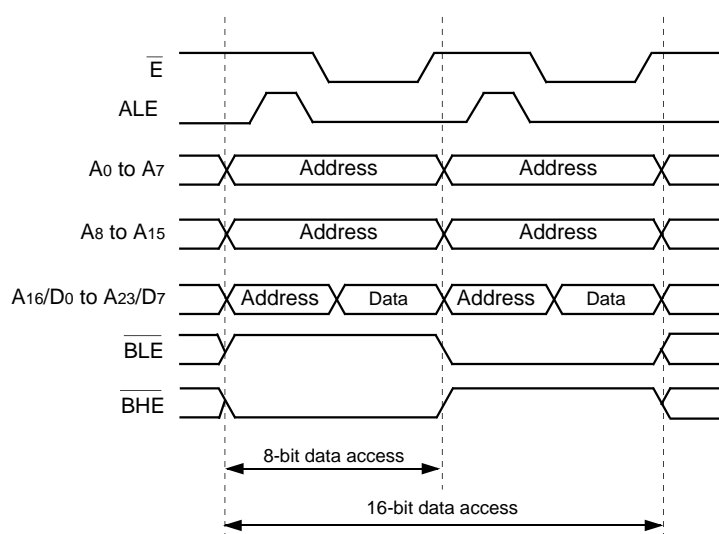 E
ALE
A0 to A7 Address Address
A8 to A15 Address Address
A16/D0 to A23/D7 Address Data Address Data
BLE
BHE
8-bit data access
16-bit data access